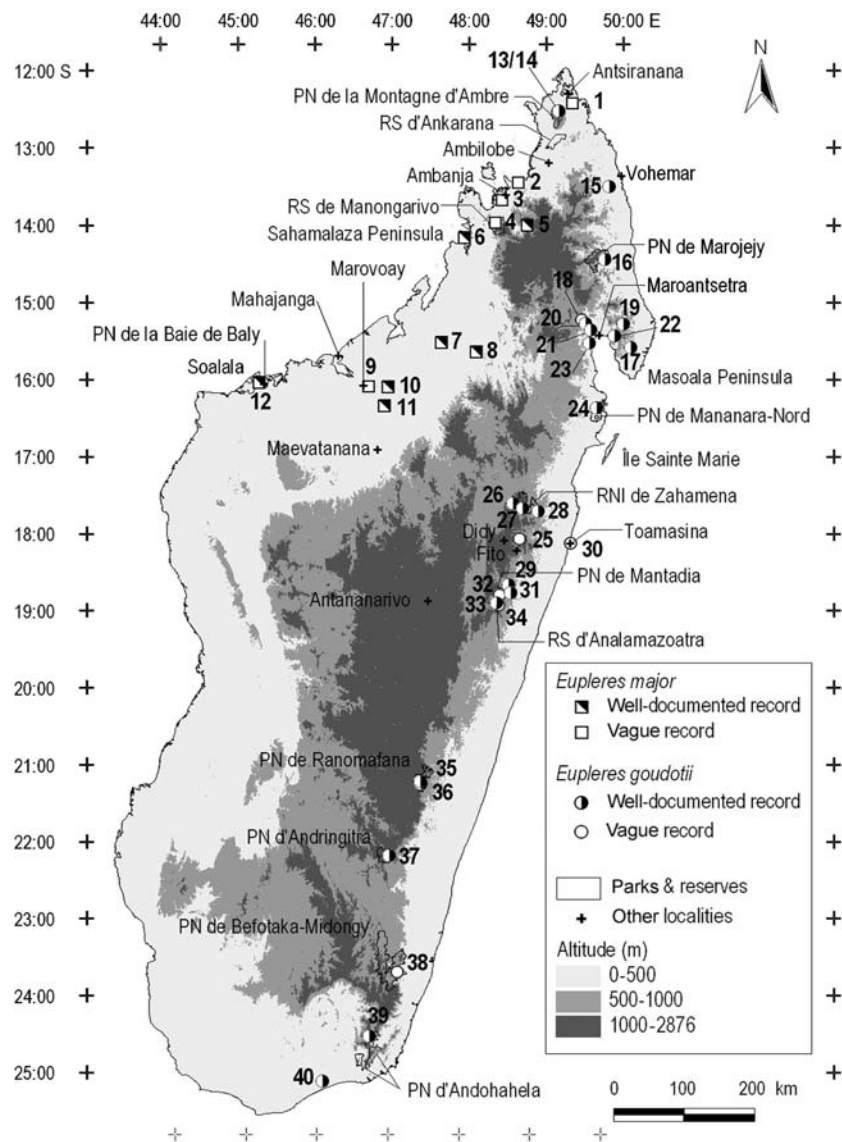 44:00 45:00 46:00 47:00 48:00 49:00 50:00 E
N
12:00 S
13:00
14:00
15:00
16:00
17:00
18:00
19:00
20:00
21:00
22:00
23:00
24:00
25:00
13/14
Antsiranana
PN de la Montagne d'Ambre
1
RS d'Ankarana
Ambilobe
Ambanja
2
Vohemar
15
3
RS de Manongarivo
4
5
Sahamalaza Peninsula
6
PN de Marojejy
Marovoay
16
18
Maroantsetra
Mahajanga
19
20
22
PN de la Baie de Baly
7
21
8
17
Soalala
9
23
Masoala Peninsula
10
12
11
24
PN de Mananara-Nord
Maevatanana
Île Sainte Marie
26
RNI de Zahamena
27
28
Didy
25
Toamasina
Fito
30
29
PN de Mantadia
32
31
Antananarivo
33
34
RS d'Analamazoatra
PN de Ranomafana
35
36
PN d'Andringitra
37
PN de Befotaka-Midongy
38
39
40
PN d'Andohahela
Eupleres major
Well-documented record
Vague record
Eupleres goudotii
Well-documented record
Vague record
Parks & reserves
Other localities
Altitude (m)
0-500
500-1000
1000-2876
0 100 200 km